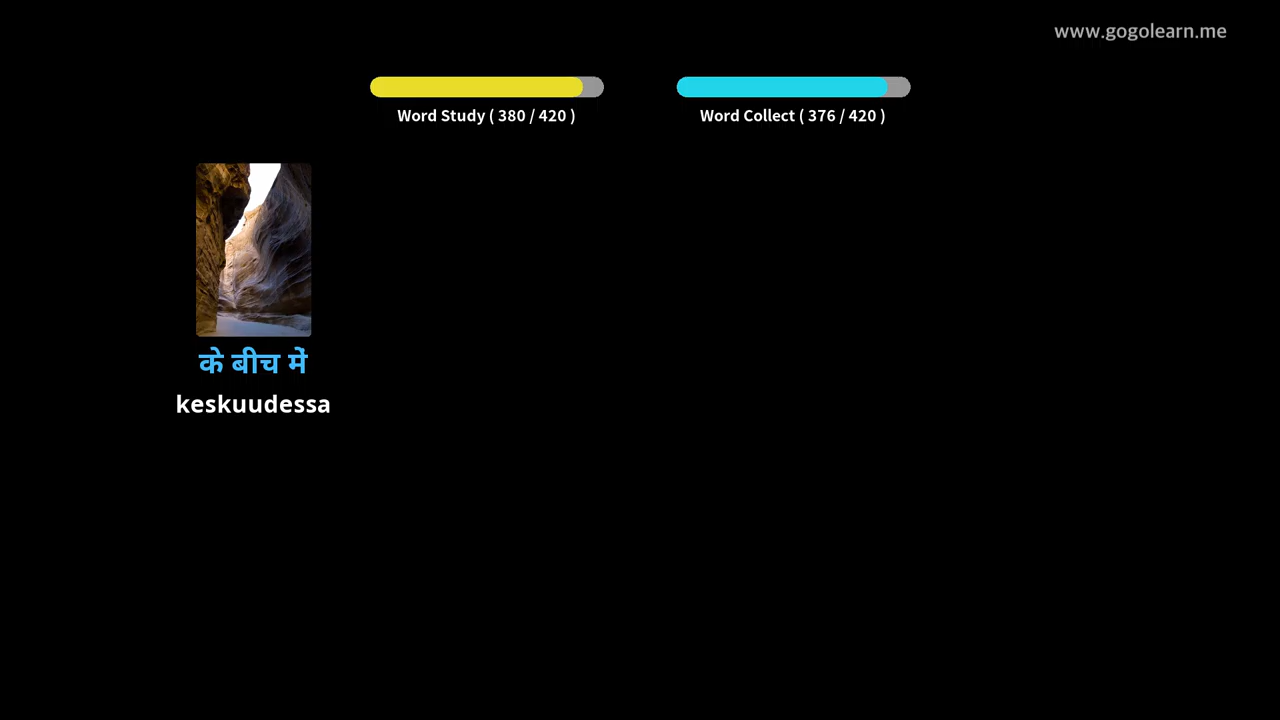 www.gogolearn.me
Word Study ( 380 / 420 )
Word Collect ( 376 / 420 )
के बीच में
keskuudessa